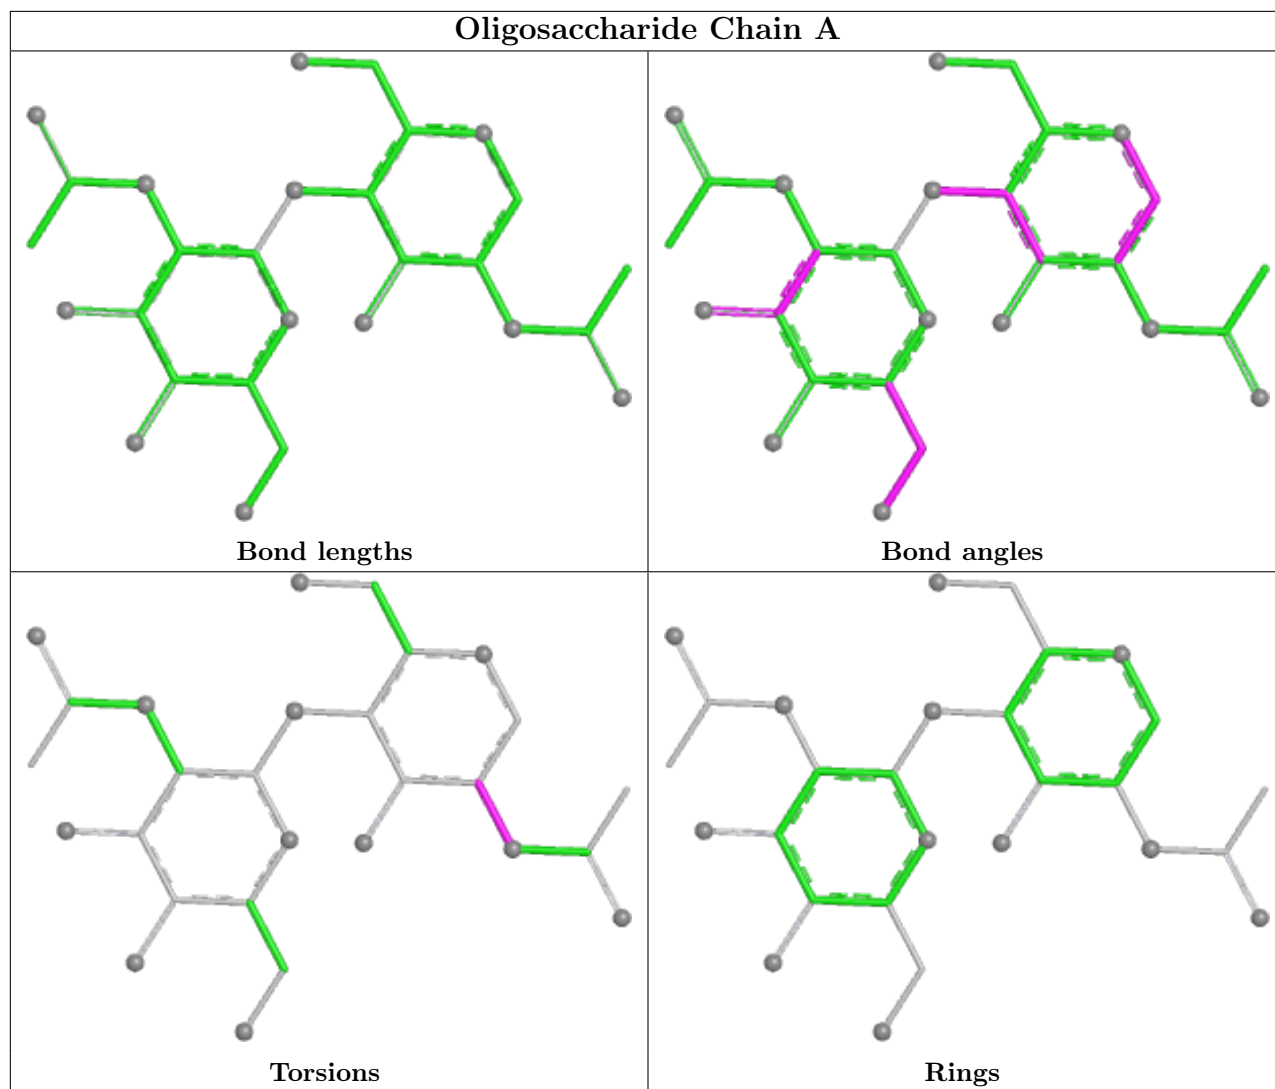 Oligosaccharide Chain A
Bond lengths
Bond angles
Torsions
Rings